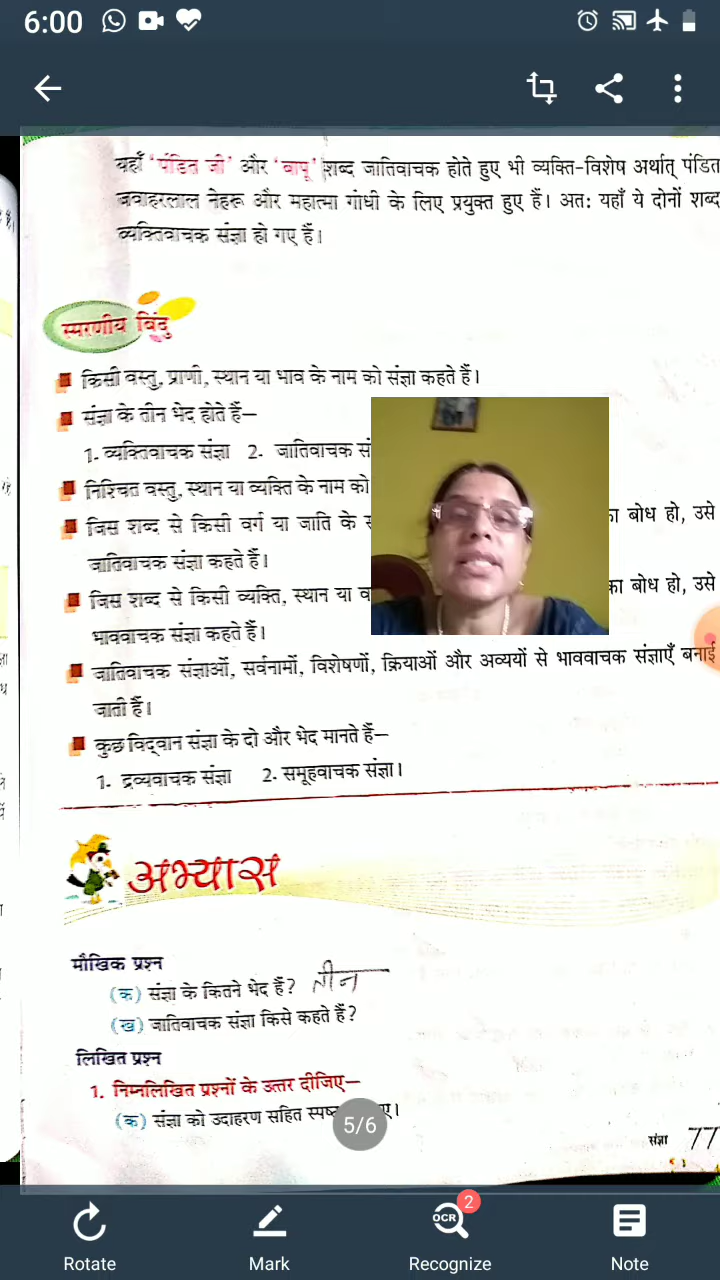 6:00
यहाँ 'पंडित जी' और 'बापू' शब्द जातिवाचक होते हुए भी व्यक्ति-विशेष अर्थात् पंडित
जवाहरलाल नेहरू और महात्मा गांधी के लिए प्रयुक्त हुए हैं। अत: यहाँ ये दोनों शब्द
व्यक्तिवाचक संज्ञा हो गए हैं।
स्मरणीय बिंदु
किसी वस्तु, प्राणी, स्थान या भाव के नाम को संज्ञा कहते हैं।
संज्ञा के तीन भेद होते हैं—
1. व्यक्तिवाचक संज्ञा 2. जातिवाचक सं
निश्चित वस्तु, स्थान या व्यक्ति के नाम को
जिस शब्द से किसी वर्ग या जाति के बोध हो, उसे
जातिवाचक संज्ञा कहते हैं।
जिस शब्द से किसी व्यक्ति, स्थान या व का बोध हो, उसे
भाववाचक संज्ञा कहते हैं।
जातिवाचक संज्ञाओं, सर्वनामों, विशेषणों, क्रियाओं और अव्ययों से भाववाचक संज्ञाएँ बनाई
जाती हैं।
कुछ विद्वान संज्ञा के दो और भेद मानते हैं—
1. द्रव्यवाचक संज्ञा 2. समूहवाचक संज्ञा।
अभ्यास
मौखिक प्रश्न
(क) संज्ञा के कितने भेद हैं? तीन
(ख) जातिवाचक संज्ञा किसे कहते हैं?
लिखित प्रश्न
1. निम्नलिखित प्रश्नों के उत्तर दीजिए—
(क) संज्ञा को उदाहरण सहित स्पष्ट ए।
5/6
संज्ञा 77
OCR 2
Rotate Mark Recognize Note